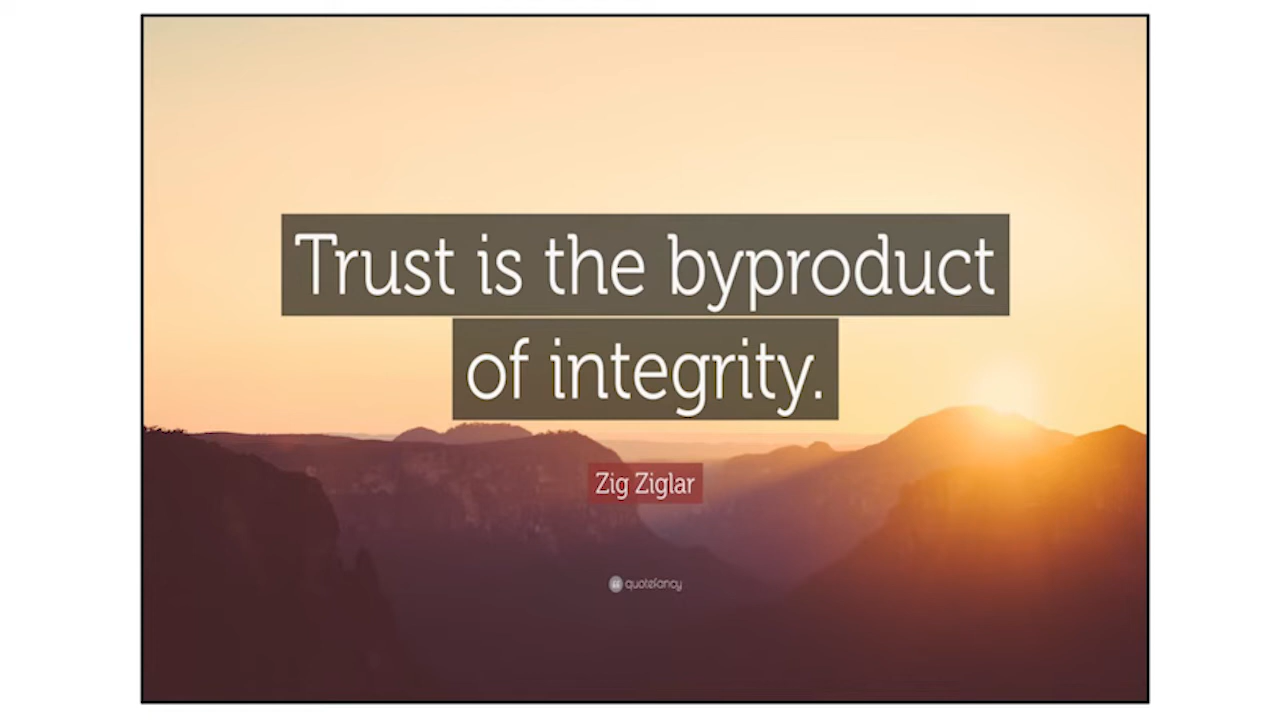 Trust is the byproduct
of integrity.
Zig Ziglar
quotefancy